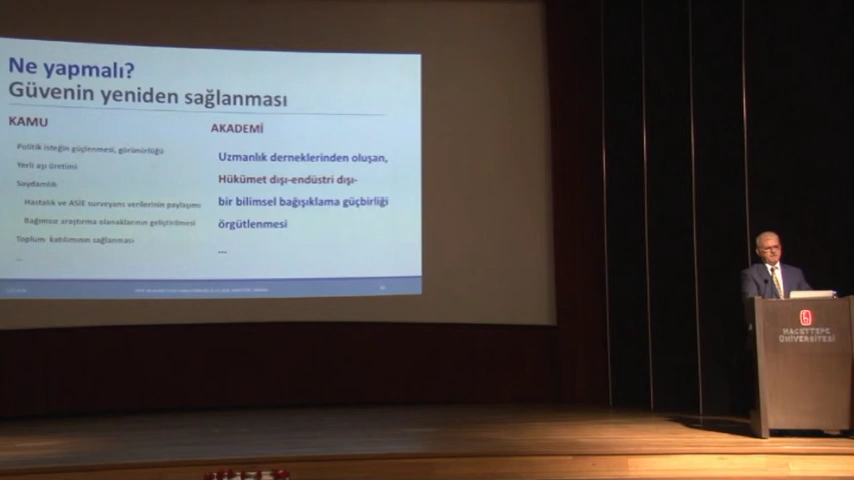 Ne yapmalı?
Güvenin yeniden sağlanması
KAMU
Politik isteğin güçlenmesi, görünürlüğü
Yerli aşı üretimi
Saydamlık
Hastalık ve ASİE surveyans verilerinin paylaşımı
Bağımsız araştırma olanaklarının geliştirilmesi
Toplum katılımının sağlanması
...
AKADEMİ
Uzmanlık derneklerinden oluşan,
Hükümet dışı-endüstri dışı-
bir bilimsel bağışıklama güçbirliği
örgütlenmesi
...
HACETTEPE
ÜNİVERSİTESİ